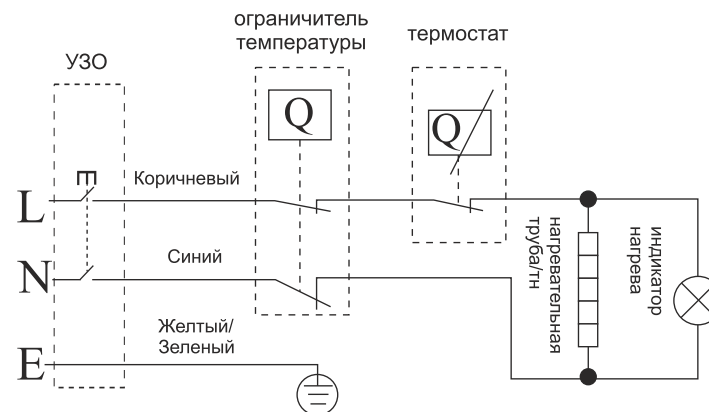 ограничитель
температуры
термостат
УЗО
Q
Q
E
Коричневый
L
Синий
N
Желтый/
Зеленый
E
нагревательная
труба/тн
индикатор
нагрева